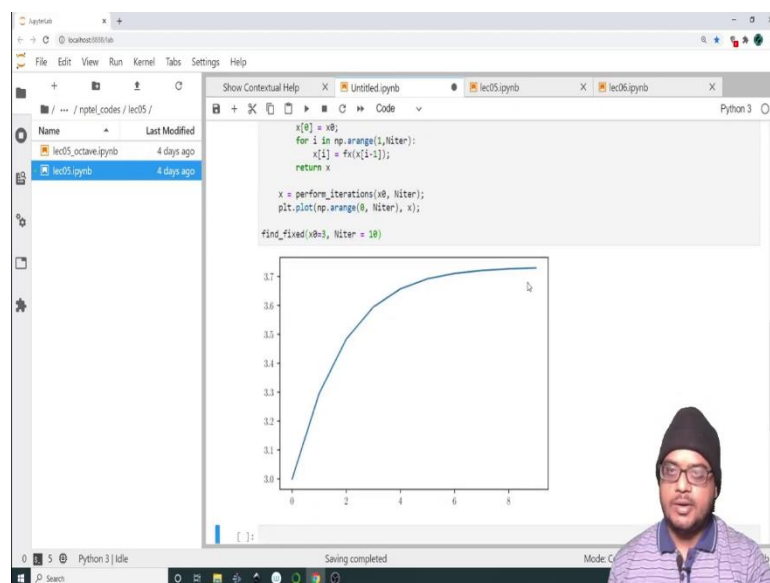 JupyterLab
localhost:8888/lab
File Edit View Run Kernel Tabs Settings Help
Show Contextual Help
Untitled.ipynb
lec05.ipynb
lec06.ipynb
Code
Python 3
/ ··· / nptel_codes / lec05 /
Name Last Modified
lec05_octave.ipynb 4 days ago
lec05.ipynb 4 days ago
x[0] = x0;
for i in np.arange(1,Niter):
x[i] = fx(x[i-1]);
return x
x = perform_iterations(x0, Niter);
plt.plot(np.arange(0, Niter), x);
find_fixed(x0=3, Niter = 10)
3.7
3.6
3.5
3.4
3.3
3.2
3.1
3.0
0 2 4 6 8
[ ]:
0 5 Python 3 | Idle Saving completed Mode: C
Search